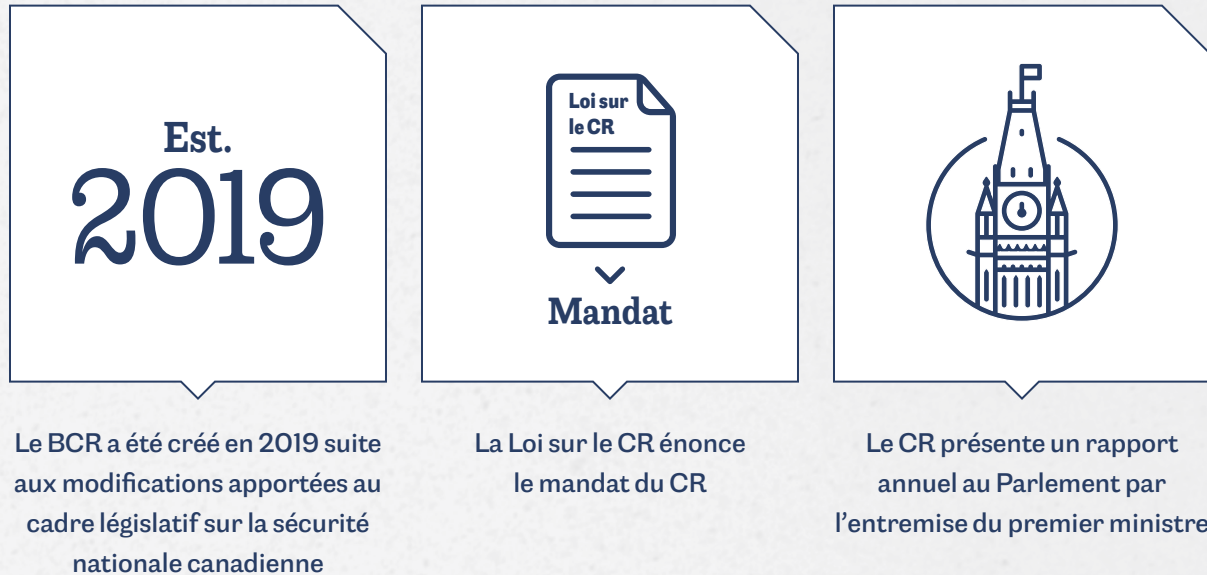 Est.
2019
Loi sur
le CR
Mandat
Le BCR a été créé en 2019 suite
aux modifications apportées au
cadre législatif sur la sécurité
nationale canadienne
La Loi sur le CR énonce
le mandat du CR
Le CR présente un rapport
annuel au Parlement par
l’entremise du premier ministre